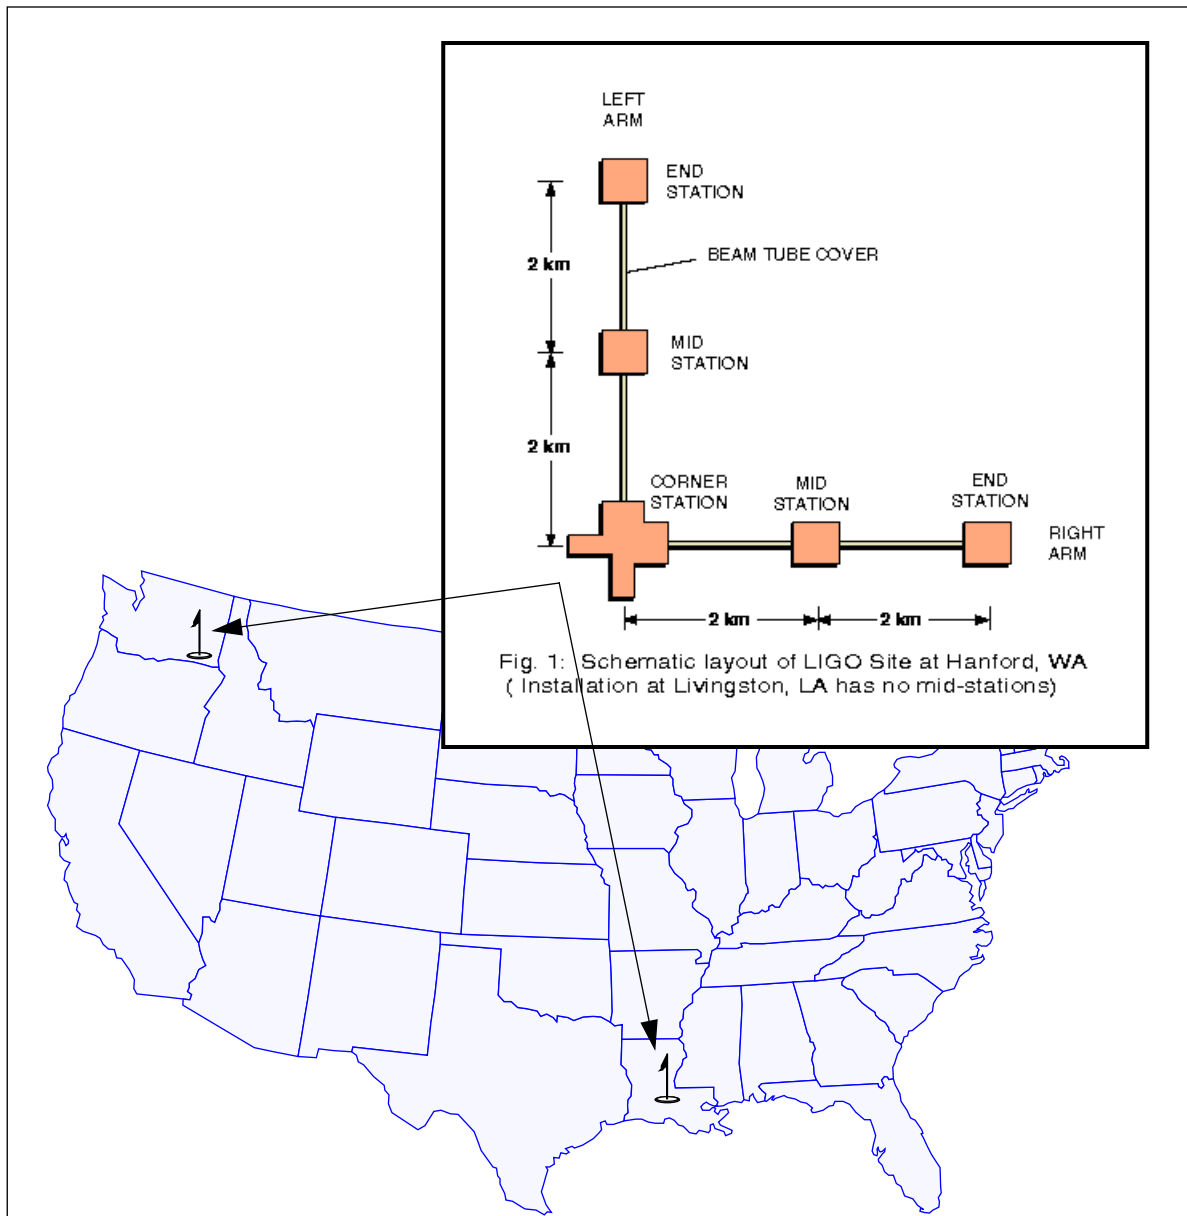 LEFT
ARM
END
STATION
2 km
BEAM TUBE COVER
MID
STATION
2 km
CORNER
STATION
MID
STATION
END
STATION
RIGHT
ARM
2 km
2 km
Fig. 1: Schematic layout of LIGO Site at Hanford, WA
( Installation at Livingston, LA has no mid-stations)